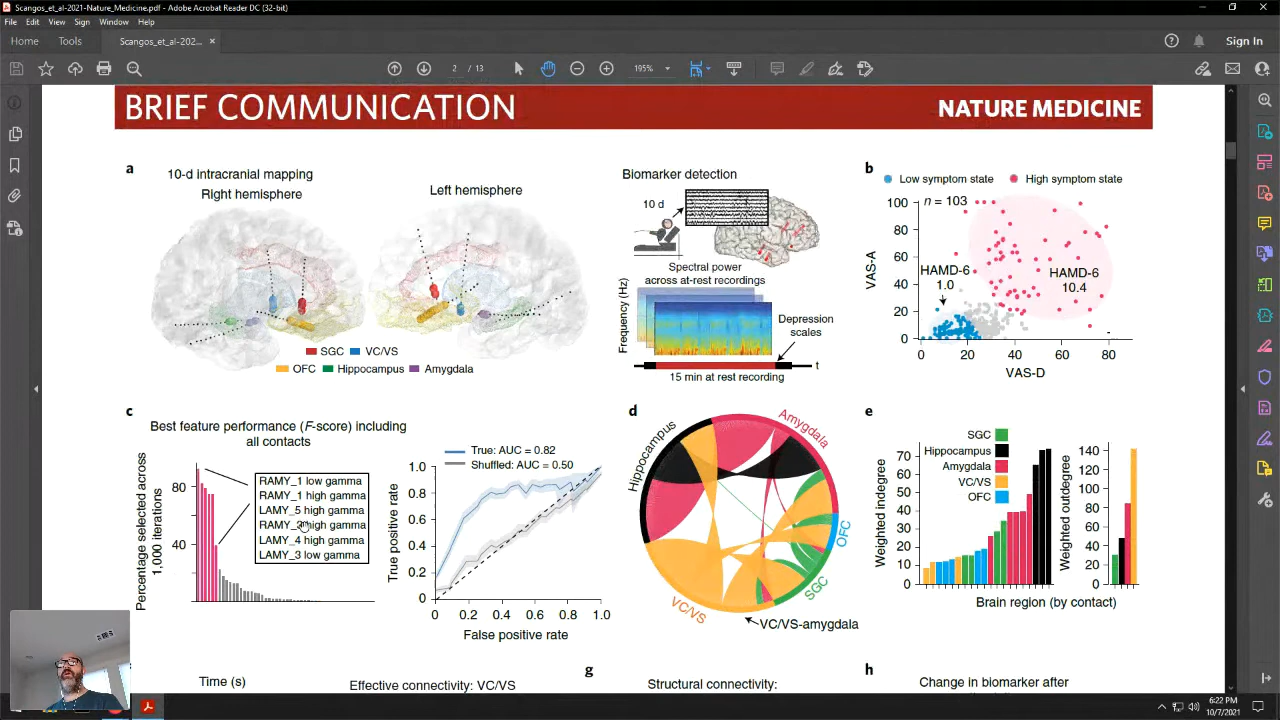 Scangos_et_al-2021-Nature_Medicine.pdf - Adobe Acrobat Reader DC (32-bit)
File Edit View Sign Window Help
Home Tools Scangos_et_al-202... × Sign In
2 / 13 195%
BRIEF COMMUNICATION NATURE MEDICINE
a
10-d intracranial mapping
Right hemisphere
Left hemisphere
SGC VC/VS
OFC Hippocampus Amygdala
Biomarker detection
10 d
Spectral power
across at-rest recordings
Frequency (Hz)
Depression
scales
t
15 min at rest recording
b
Low symptom state High symptom state
n = 103
100
80
60
40
20
0
VAS-A
HAMD-6
1.0
HAMD-6
10.4
0 20 40 60 80
VAS-D
c
Best feature performance (F-score) including
all contacts
Percentage selected across
1,000 iterations
80
40
RAMY_1 low gamma
RAMY_1 high gamma
LAMY_5 high gamma
RAMY_3 high gamma
LAMY_4 high gamma
LAMY_3 low gamma
True: AUC = 0.82
Shuffled: AUC = 0.50
True positive rate
1.0
0.8
0.6
0.4
0.2
0
0 0.2 0.4 0.6 0.8 1.0
False positive rate
d
Hippocampus
Amygdala
OFC
SGC
VC/VS
VC/VS-amygdala
e
SGC
Hippocampus
Amygdala
VC/VS
OFC
Weighted indegree
70
60
50
40
30
20
10
0
Weighted outdegree
140
120
100
80
60
40
20
0
Brain region (by contact)
Time (s)
Effective connectivity: VC/VS
g
Structural connectivity:
h
Change in biomarker after
6:22 PM
10/7/2021